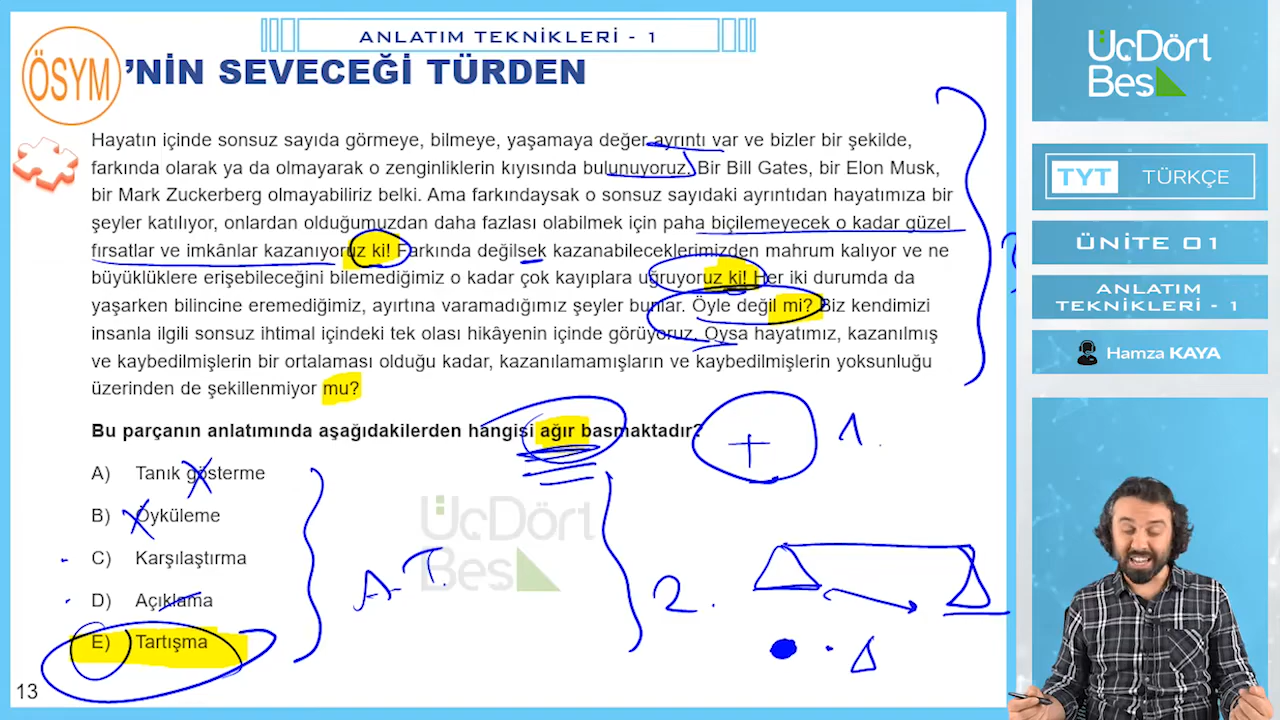 ANLATIM TEKNİKLERİ - 1
ÖSYM'NİN SEVECEĞİ TÜRDEN
Hayatın içinde sonsuz sayıda görmeye, bilmeye, yaşamaya değer ayrıntı var ve bizler bir şekilde,
farkında olarak ya da olmayarak o zenginliklerin kıyısında bulunuyoruz. Bir Bill Gates, bir Elon Musk,
bir Mark Zuckerberg olmayabiliriz belki. Ama farkındaysak o sonsuz sayıdaki ayrıntıdan hayatımıza bir
şeyler katılıyor, onlardan olduğumuzdan daha fazlası olabilmek için paha biçilemeyecek o kadar güzel
fırsatlar ve imkânlar kazanıyoruz ki! Farkında değilsek kazanabileceklerimizden mahrum kalıyor ve ne
büyüklüklere erişebileceğini bilemediğimiz o kadar çok kayıplara uğruyoruz ki! Her iki durumda da
yaşarken bilincine eremediğimiz, ayırtına varamadığımız şeyler bunlar. Öyle değil mi? Biz kendimizi
insanla ilgili sonsuz ihtimal içindeki tek olası hikâyenin içinde görüyoruz. Oysa hayatımız, kazanılmış
ve kaybedilmişlerin bir ortalaması olduğu kadar, kazanılamamışların ve kaybedilmişlerin yoksunluğu
üzerinden de şekillenmiyor mu?
Bu parçanın anlatımında aşağıdakilerden hangisi ağır basmaktadır?
+ 1.
A) Tanık gösterme
B) Öyküleme
C) Karşılaştırma
D) Açıklama
E) Tartışma
A.T.
2.
13
ÜçDört
Beş
ÜçDört
Beş
TYT TÜRKÇE
ÜNİTE 01
ANLATIM
TEKNİKLERİ - 1
Hamza KAYA